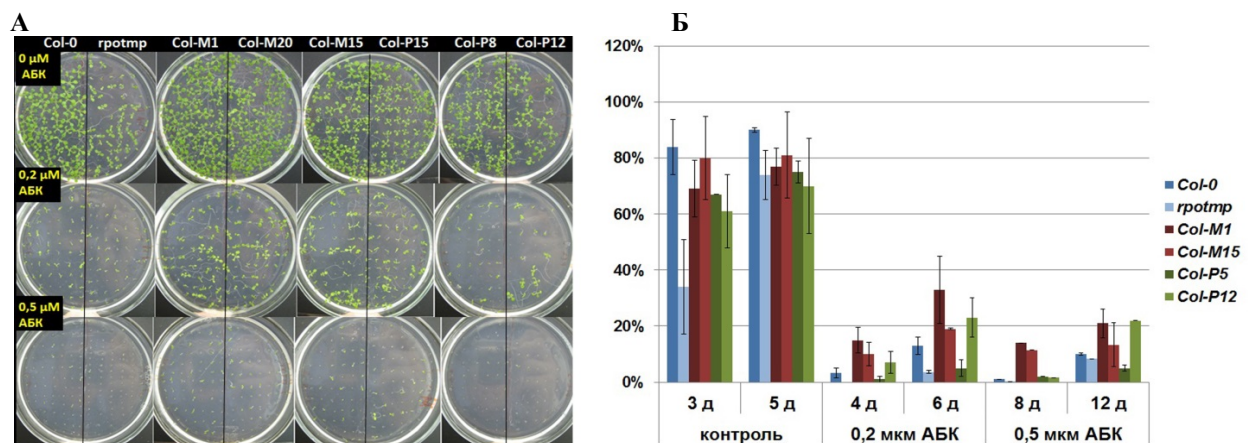 А
Б
Col-0 rpotmp Col-M1 Col-M20 Col-M15 Col-P15 Col-P8 Col-P12
0 µM
АБК
0,2 µM
АБК
0,5 µM
АБК
120%
100%
80%
60%
40%
20%
0%
3 д 5 д 4 д 6 д 8 д 12 д
контроль 0,2 мкм АБК 0,5 мкм АБК
Col-0
rpotmp
Col-M1
Col-M15
Col-P5
Col-P12